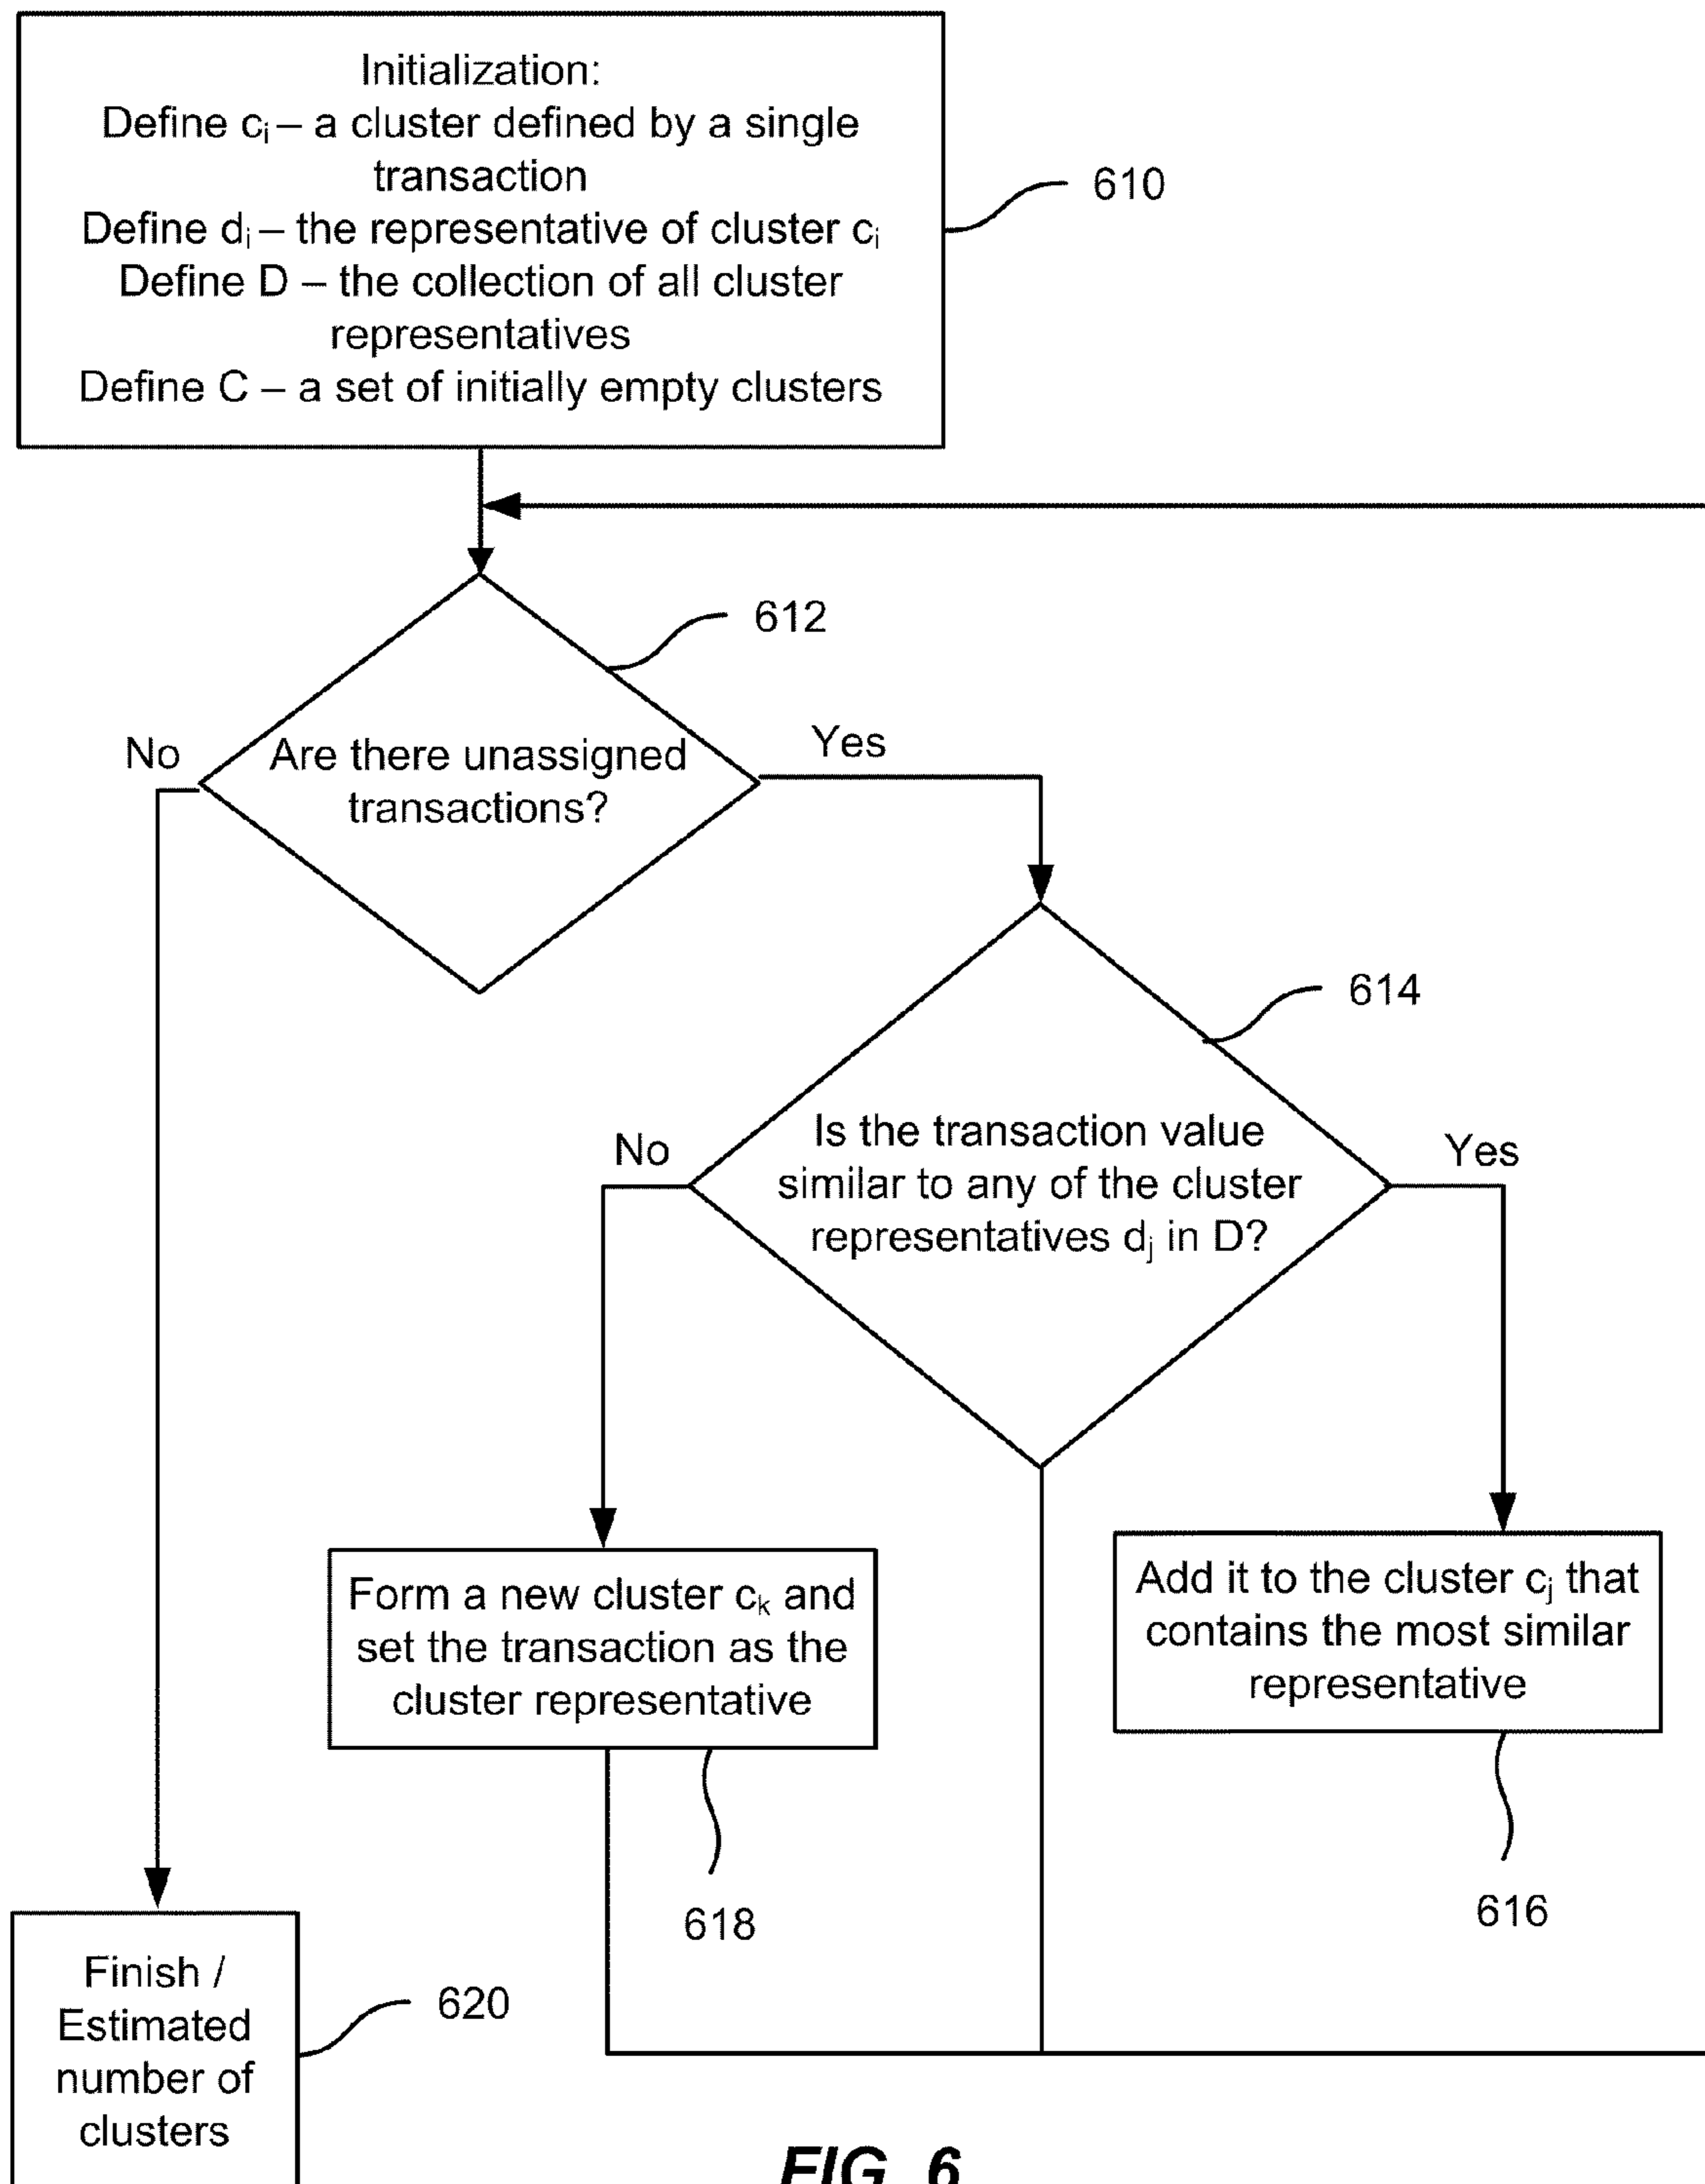 Initialization:
Define cᵢ – a cluster defined by a single
transaction
Define dᵢ – the representative of cluster cᵢ
Define D – the collection of all cluster
representatives
Define C – a set of initially empty clusters
610
612
No
Are there unassigned
transactions?
Yes
614
No
Is the transaction value
similar to any of the cluster
representatives dⱼ in D?
Yes
Form a new cluster cₖ and
set the transaction as the
cluster representative
Add it to the cluster cⱼ that
contains the most similar
representative
618
616
Finish /
Estimated
number of
clusters
620
FIG. 6